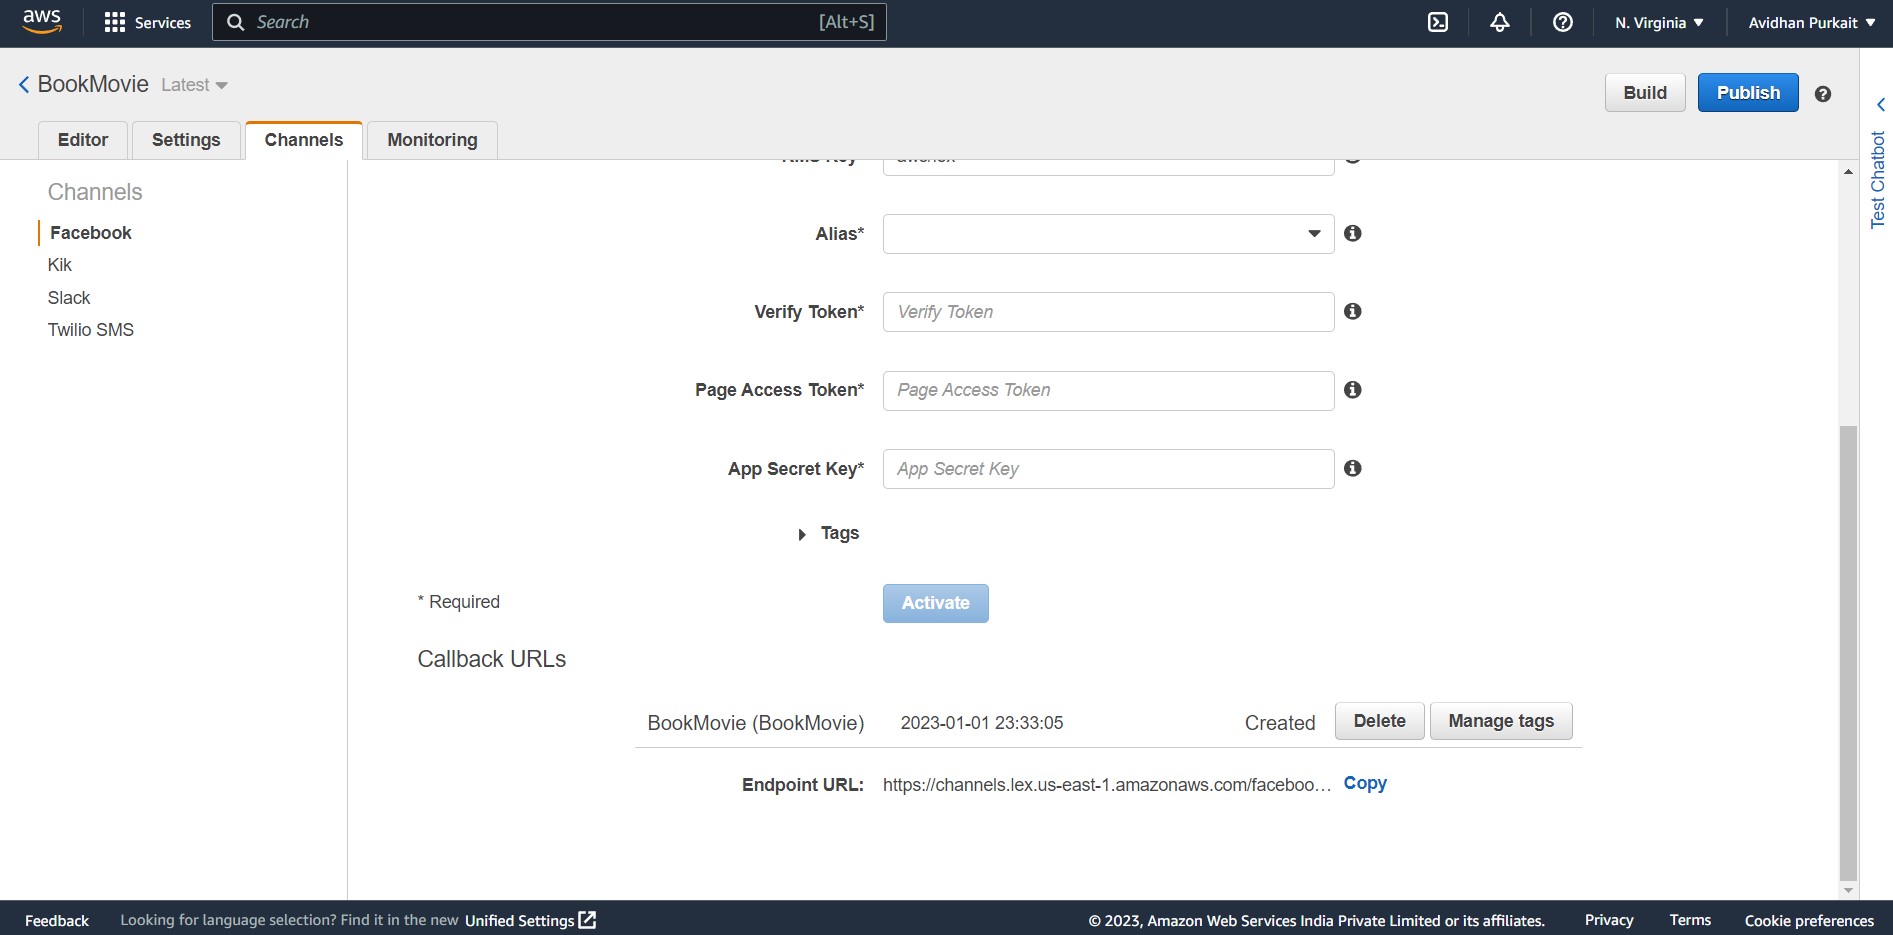 aws Services Search [Alt+S] N. Virginia Avidhan Purkait
BookMovie Latest
Build Publish
Editor Settings Channels Monitoring
Test Chatbot
Channels
Facebook
Kik
Slack
Twilio SMS
KMS Key
Alias*
Verify Token* Verify Token
Page Access Token* Page Access Token
App Secret Key* App Secret Key
Tags
* Required Activate
Callback URLs
BookMovie (BookMovie) 2023-01-01 23:33:05 Created Delete Manage tags
Endpoint URL: https://channels.lex.us-east-1.amazonaws.com/faceboo... Copy
Feedback Looking for language selection? Find it in the new Unified Settings © 2023, Amazon Web Services India Private Limited or its affiliates. Privacy Terms Cookie preferences